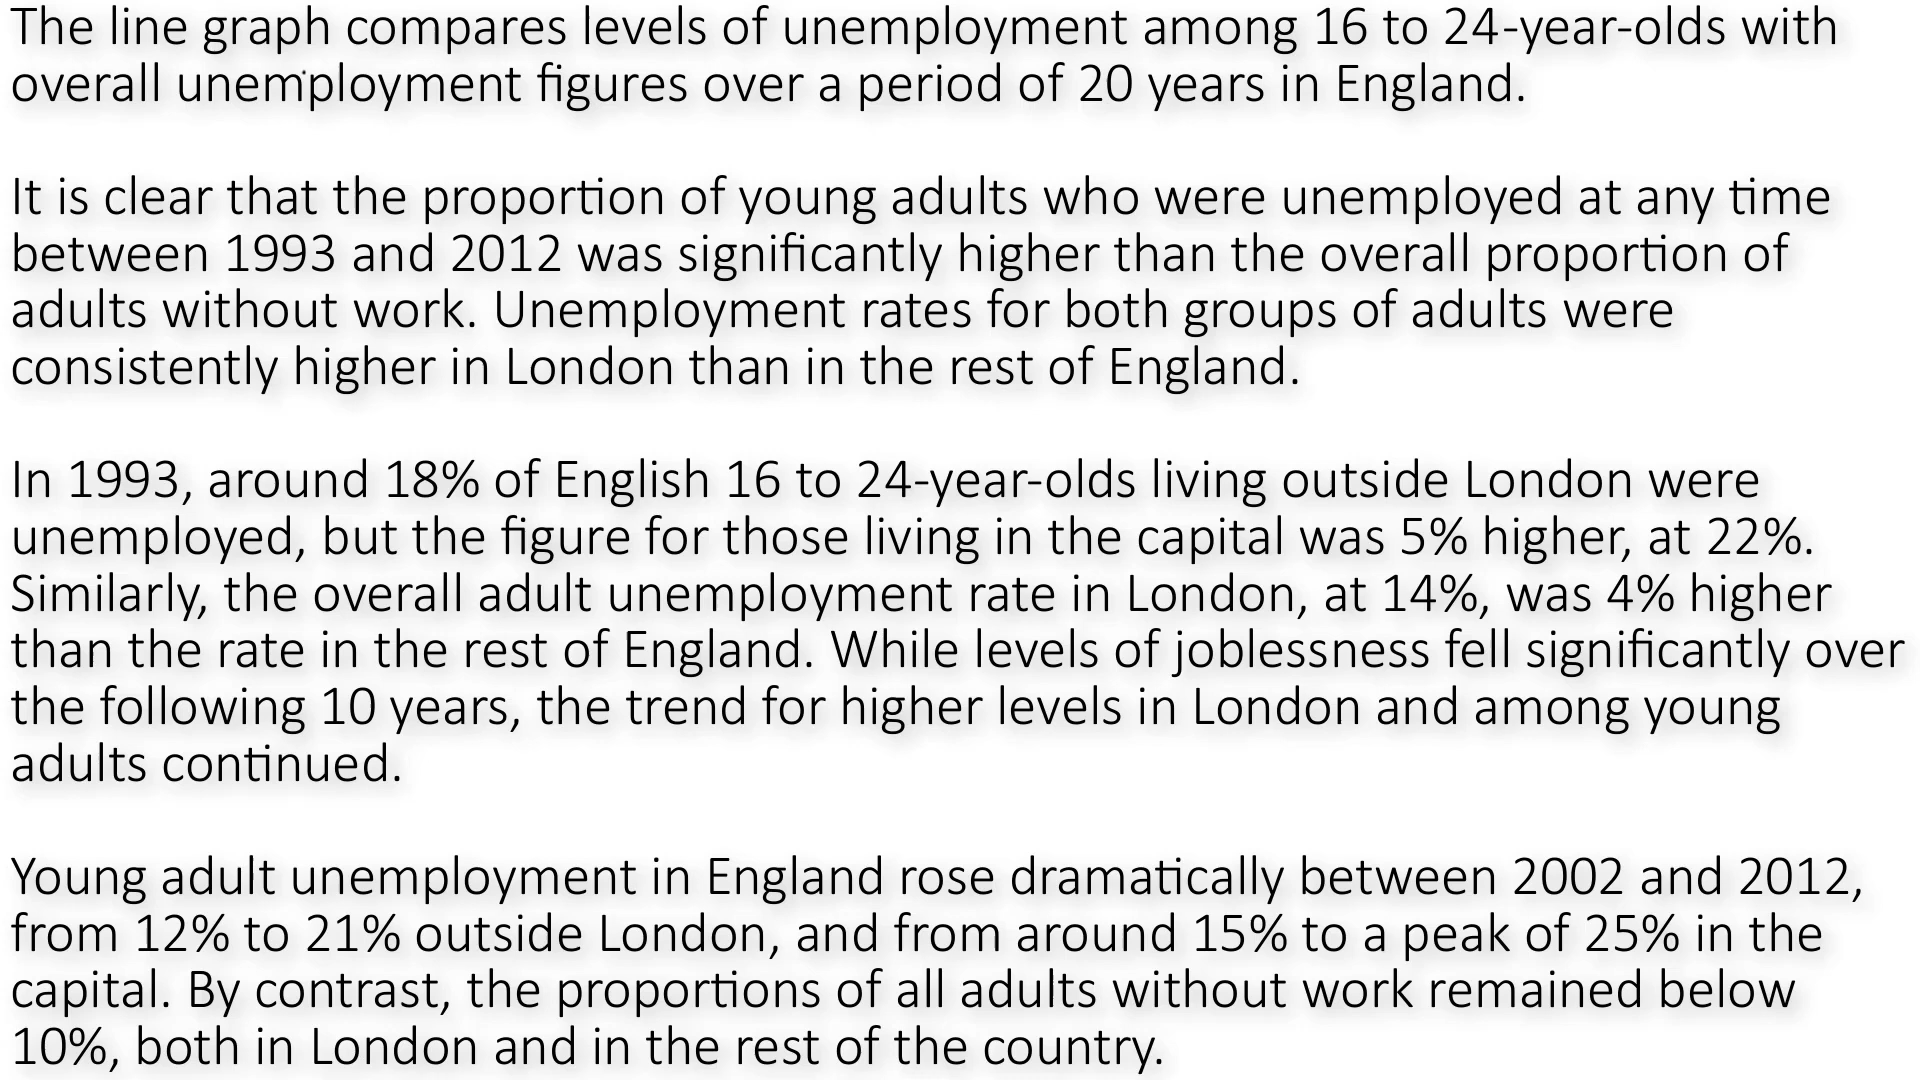 The line graph compares levels of unemployment among 16 to 24-year-olds with
overall unemployment figures over a period of 20 years in England.
It is clear that the proportion of young adults who were unemployed at any time
between 1993 and 2012 was significantly higher than the overall proportion of
adults without work. Unemployment rates for both groups of adults were
consistently higher in London than in the rest of England.
In 1993, around 18% of English 16 to 24-year-olds living outside London were
unemployed, but the figure for those living in the capital was 5% higher, at 22%.
Similarly, the overall adult unemployment rate in London, at 14%, was 4% higher
than the rate in the rest of England. While levels of joblessness fell significantly over
the following 10 years, the trend for higher levels in London and among young
adults continued.
Young adult unemployment in England rose dramatically between 2002 and 2012,
from 12% to 21% outside London, and from around 15% to a peak of 25% in the
capital. By contrast, the proportions of all adults without work remained below
10%, both in London and in the rest of the country.